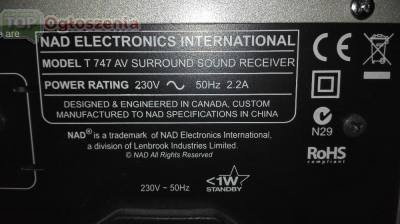 TOP Ogłoszenia
e are
NAD ELECTRONICS INTERNATIONAL
MODEL T 747 AV SURROUND SOUND RECEIVER
POWER RATING 230V ~ 50Hz 2.2A
DESIGNED & ENGINEERED IN CANADA, CUSTOM
MANUFACTURED TO NAD SPECIFICATIONS IN CHINA
NAD® is a trademark of NAD Electronics International,
a division of Lenbrook Industries Limited.
© NAD All Rights Reserved
230V ~ 50Hz
<1W
STANDBY
CE
N29
RoHS
compliant